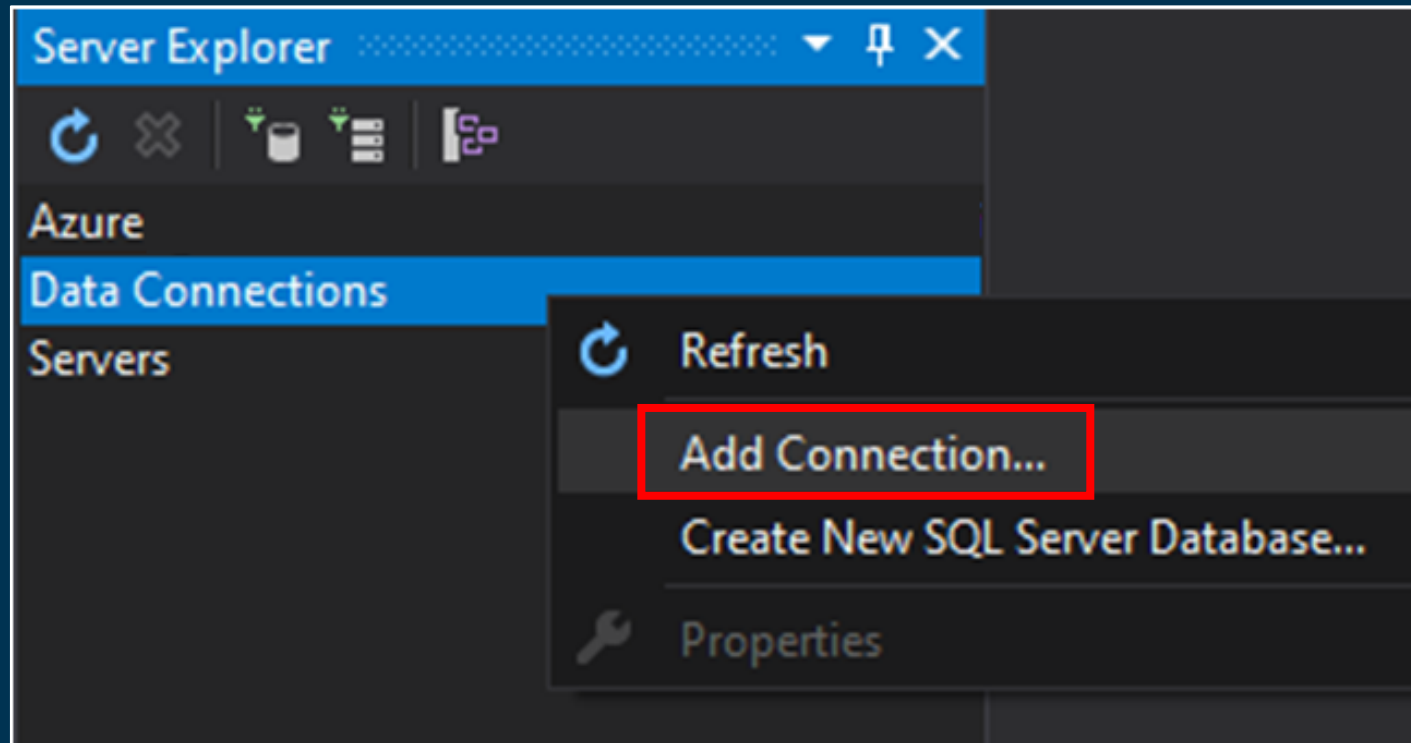 Server Explorer
Azure
Data Connections
Servers
Refresh
Add Connection...
Create New SQL Server Database...
Properties